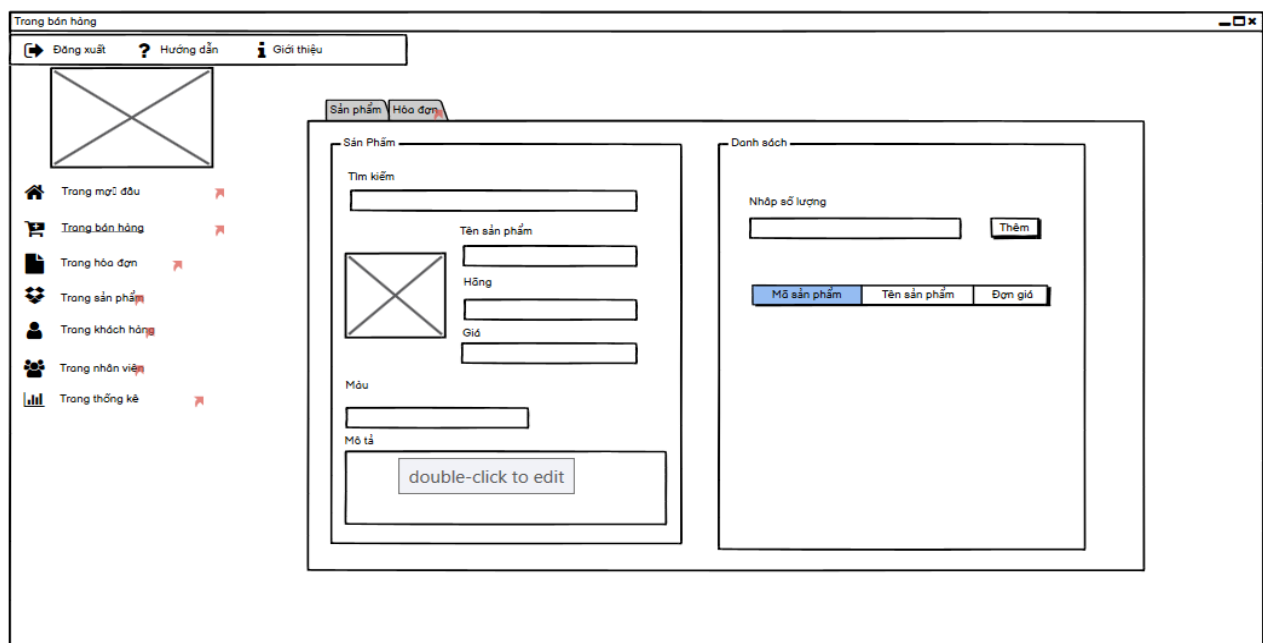 Trang bán hàng
Đăng xuất
Hướng dẫn
Giới thiệu
Trang mợ đầu
Trang bán hàng
Trang hóa đơn
Trang sản phẩm
Trang khách hàng
Trang nhân viên
Trang thống kê
Sản phẩm
Hóa đơn
Sản Phẩm
Tìm kiếm
Tên sản phẩm
Hãng
Giá
Màu
Mô tả
double-click to edit
Danh sách
Nhập số lượng
Thêm
Mã sản phẩm
Tên sản phẩm
Đơn giá